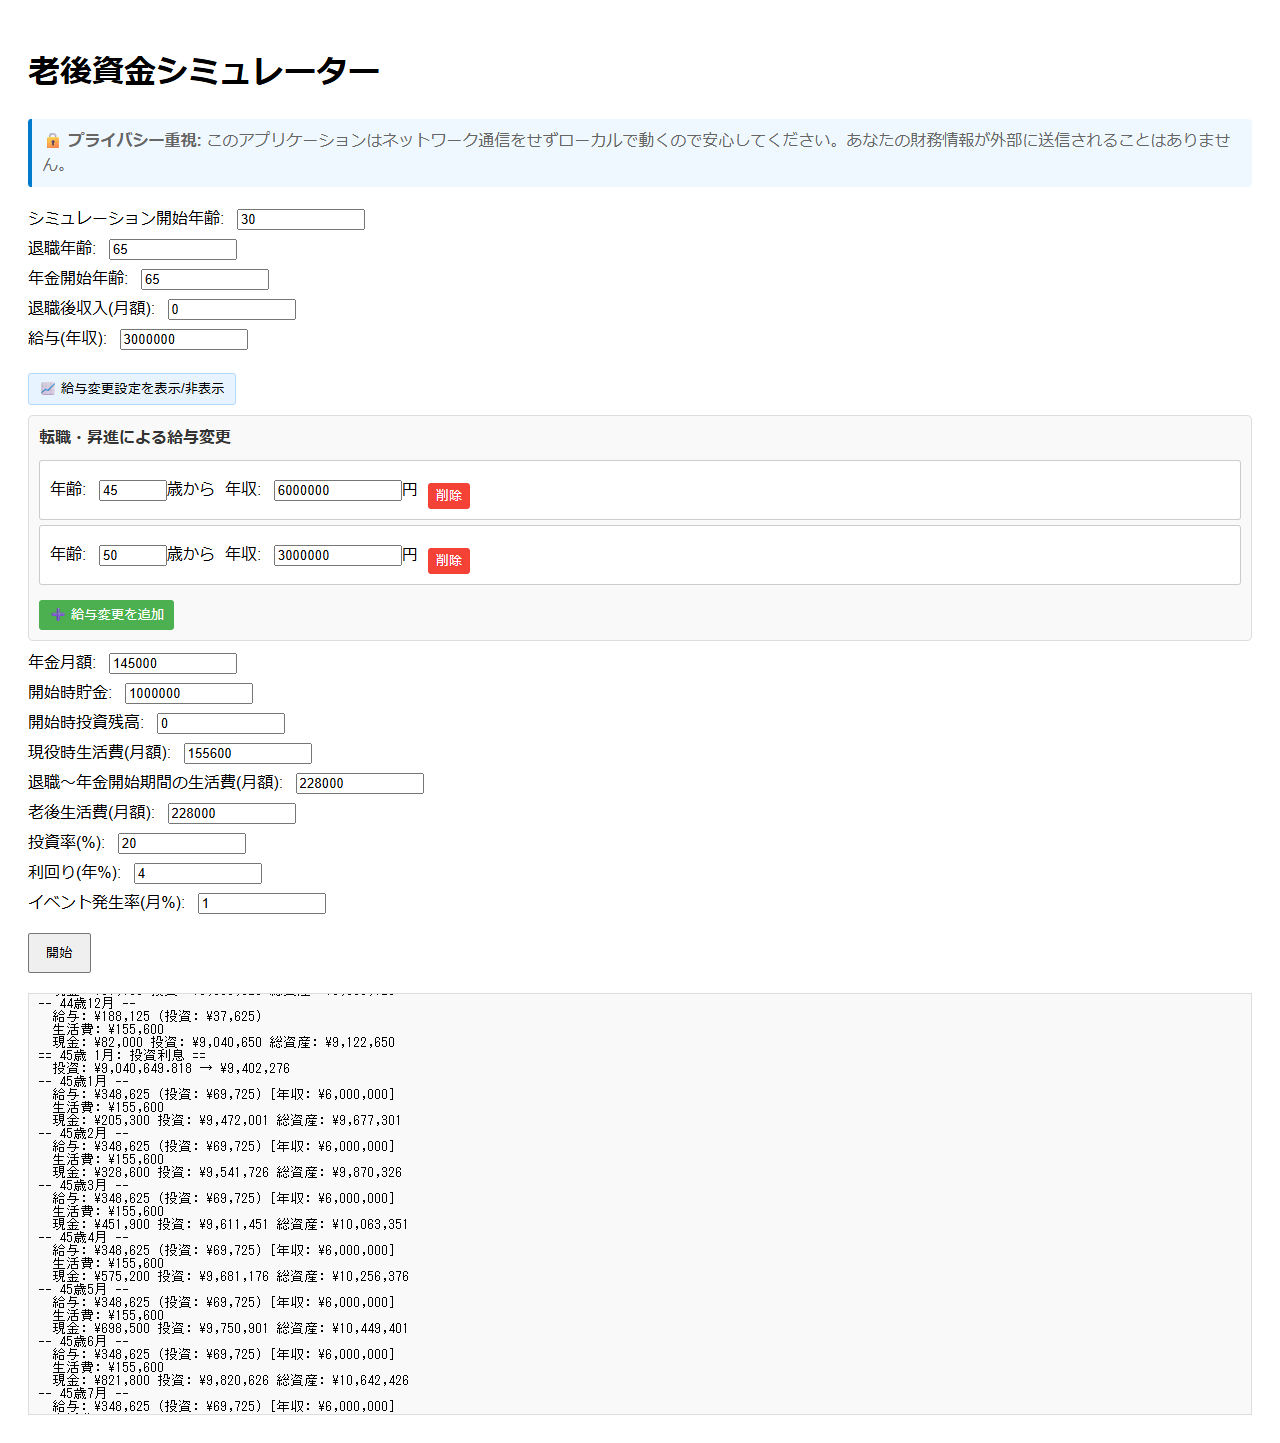 老後資金シミュレーター
🔒 プライバシー重視: このアプリケーションはネットワーク通信をせずローカルで動くので安心してください。あなたの財務情報が外部に送信されることはありませ
ん。
シミュレーション開始年齢: 30
退職年齢: 65
年金開始年齢: 65
退職後収入(月額): 0
給与(年収): 3000000
📈 給与変更設定を表示/非表示
転職・昇進による給与変更
年齢: 45歳から 年収: 6000000円 削除
年齢: 50歳から 年収: 3000000円 削除
➕ 給与変更を追加
年金月額: 145000
開始時貯金: 1000000
開始時投資残高: 0
現役時生活費(月額): 155600
退職〜年金開始期間の生活費(月額): 228000
老後生活費(月額): 228000
投資率(%): 20
利回り(年%): 4
イベント発生率(月%): 1
開始
-- 44歳12月 --
給与: ¥188,125 (投資: ¥37,625)
生活費: ¥155,600
現金: ¥82,000 投資: ¥9,040,650 総資産: ¥9,122,650
== 45歳 1月: 投資利息 ==
投資: ¥9,040,649.818 → ¥9,402,276
-- 45歳1月 --
給与: ¥348,625 (投資: ¥69,725) [年収: ¥6,000,000]
生活費: ¥155,600
現金: ¥205,300 投資: ¥9,472,001 総資産: ¥9,677,301
-- 45歳2月 --
給与: ¥348,625 (投資: ¥69,725) [年収: ¥6,000,000]
生活費: ¥155,600
現金: ¥328,600 投資: ¥9,541,726 総資産: ¥9,870,326
-- 45歳3月 --
給与: ¥348,625 (投資: ¥69,725) [年収: ¥6,000,000]
生活費: ¥155,600
現金: ¥451,900 投資: ¥9,611,451 総資産: ¥10,063,351
-- 45歳4月 --
給与: ¥348,625 (投資: ¥69,725) [年収: ¥6,000,000]
生活費: ¥155,600
現金: ¥575,200 投資: ¥9,681,176 総資産: ¥10,256,376
-- 45歳5月 --
給与: ¥348,625 (投資: ¥69,725) [年収: ¥6,000,000]
生活費: ¥155,600
現金: ¥698,500 投資: ¥9,750,901 総資産: ¥10,449,401
-- 45歳6月 --
給与: ¥348,625 (投資: ¥69,725) [年収: ¥6,000,000]
生活費: ¥155,600
現金: ¥821,800 投資: ¥9,820,626 総資産: ¥10,642,426
-- 45歳7月 --
給与: ¥348,625 (投資: ¥69,725) [年収: ¥6,000,000]